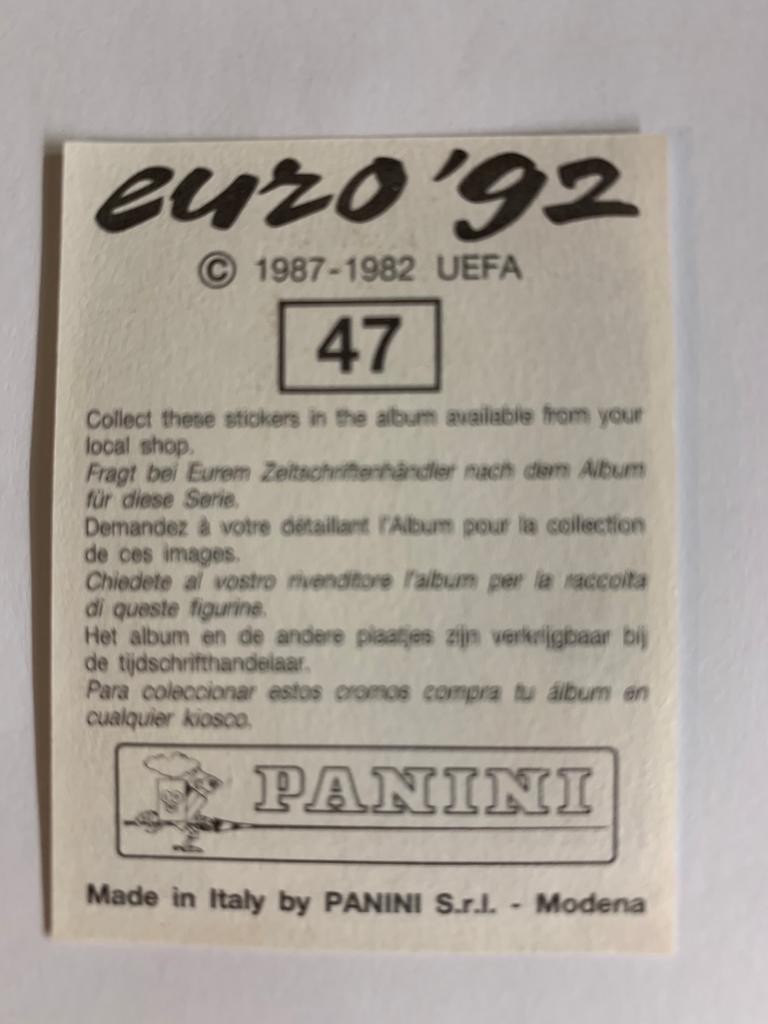 euro '92
© 1987-1982 UEFA
47
Collect these stickers in the album available from your
local shop.
Fragt bei Eurem Zeitschriftenhändler nach dem Album
für diese Serie.
Demandez à votre détaillant l'Album pour la collection
de ces images.
Chiedete al vostro rivenditore l'album per la raccolta
di queste figurine.
Het album en de andere plaatjes zijn verkrijgbaar bij
de tijdschrifthandelaar.
Para coleccionar estos cromos compra tu álbum en
cualquier kiosco.
PANINI
Made in Italy by PANINI S.r.l. - Modena